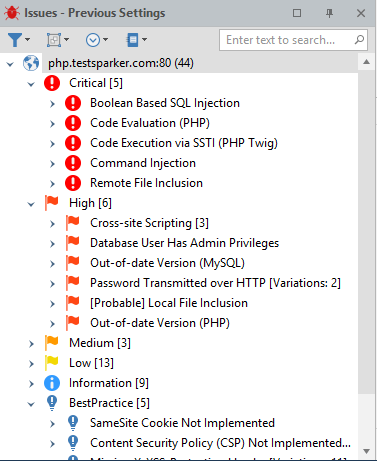 Issues - Previous Settings
Enter text to search...
php.testsparker.com:80 (44)
Critical [5]
Boolean Based SQL Injection
Code Evaluation (PHP)
Code Execution via SSTI (PHP Twig)
Command Injection
Remote File Inclusion
High [6]
Cross-site Scripting [3]
Database User Has Admin Privileges
Out-of-date Version (MySQL)
Password Transmitted over HTTP [Variations: 2]
[Probable] Local File Inclusion
Out-of-date Version (PHP)
Medium [3]
Low [13]
Information [9]
BestPractice [5]
SameSite Cookie Not Implemented
Content Security Policy (CSP) Not Implemented...